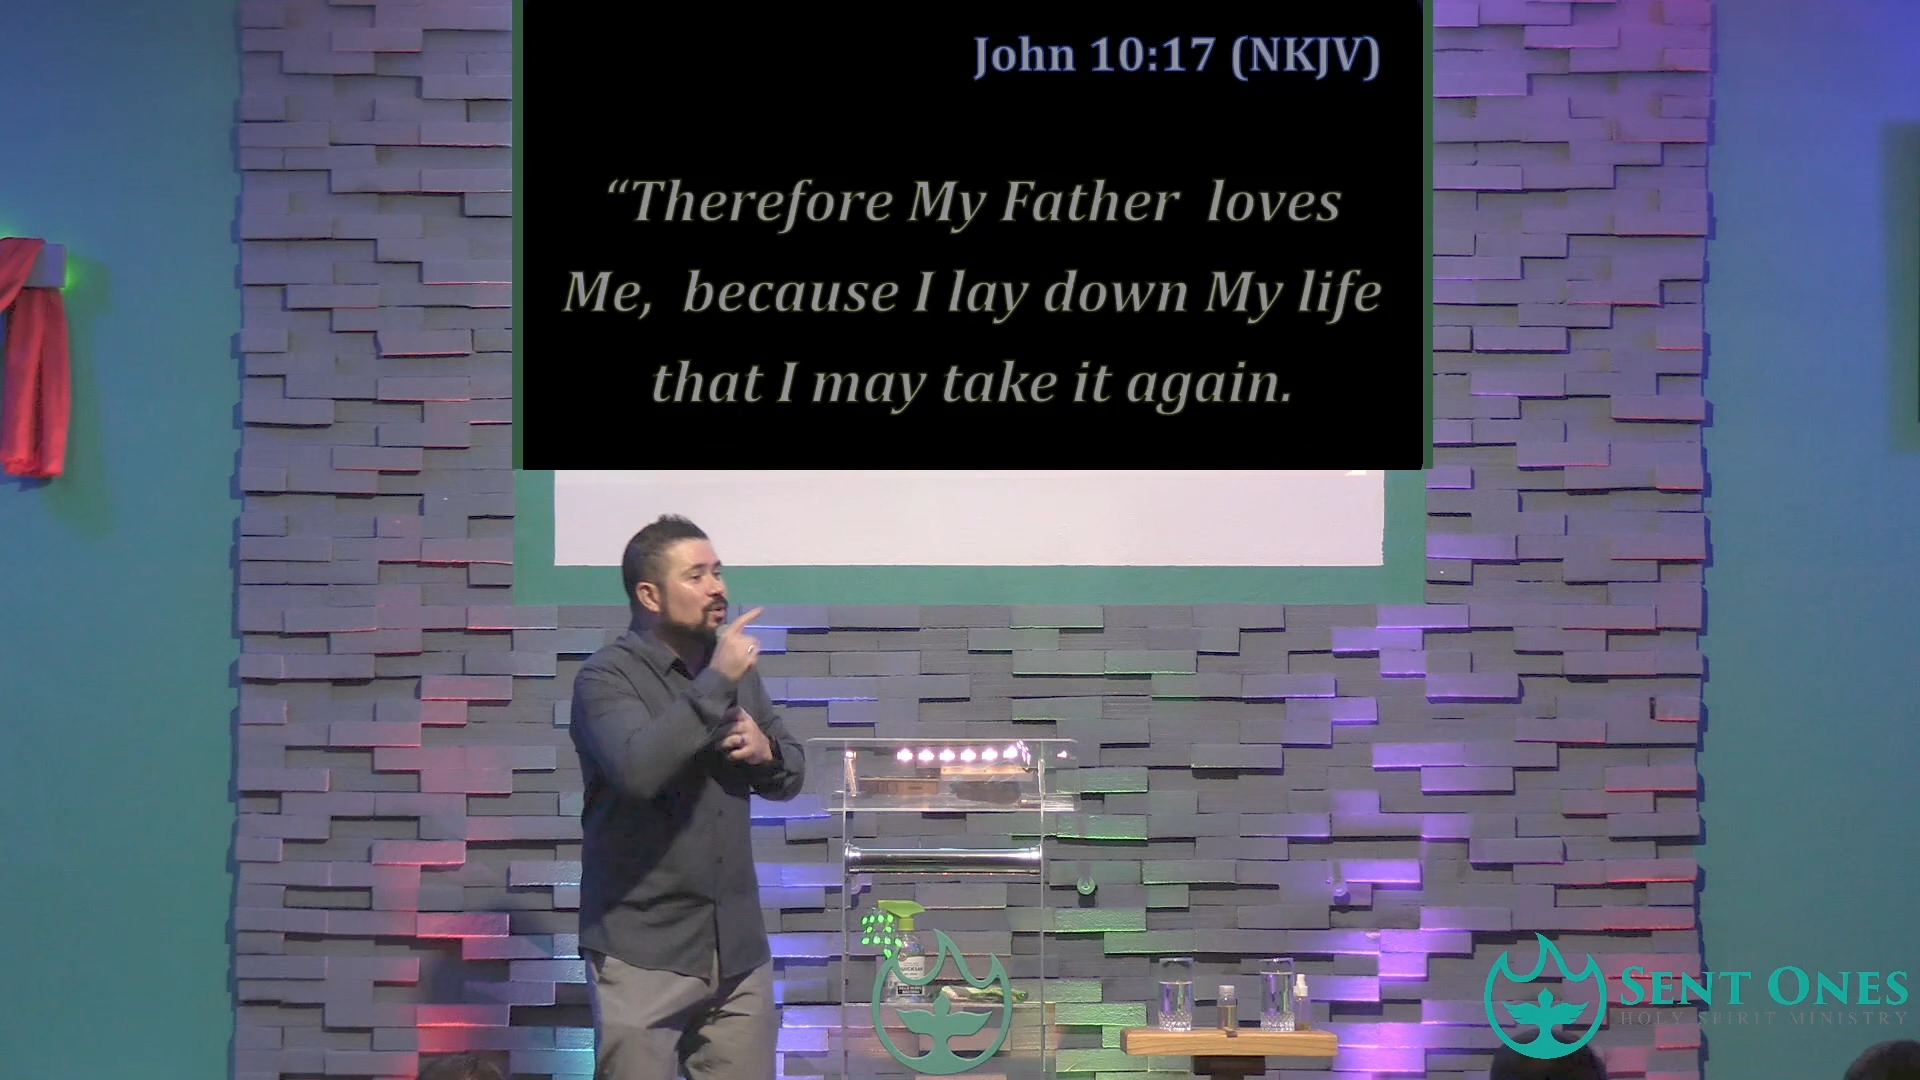 John 10:17 (NKJV)
“Therefore My Father loves
Me, because I lay down My life
that I may take it again.
SENT ONES
HOLY SPIRIT MINISTRY